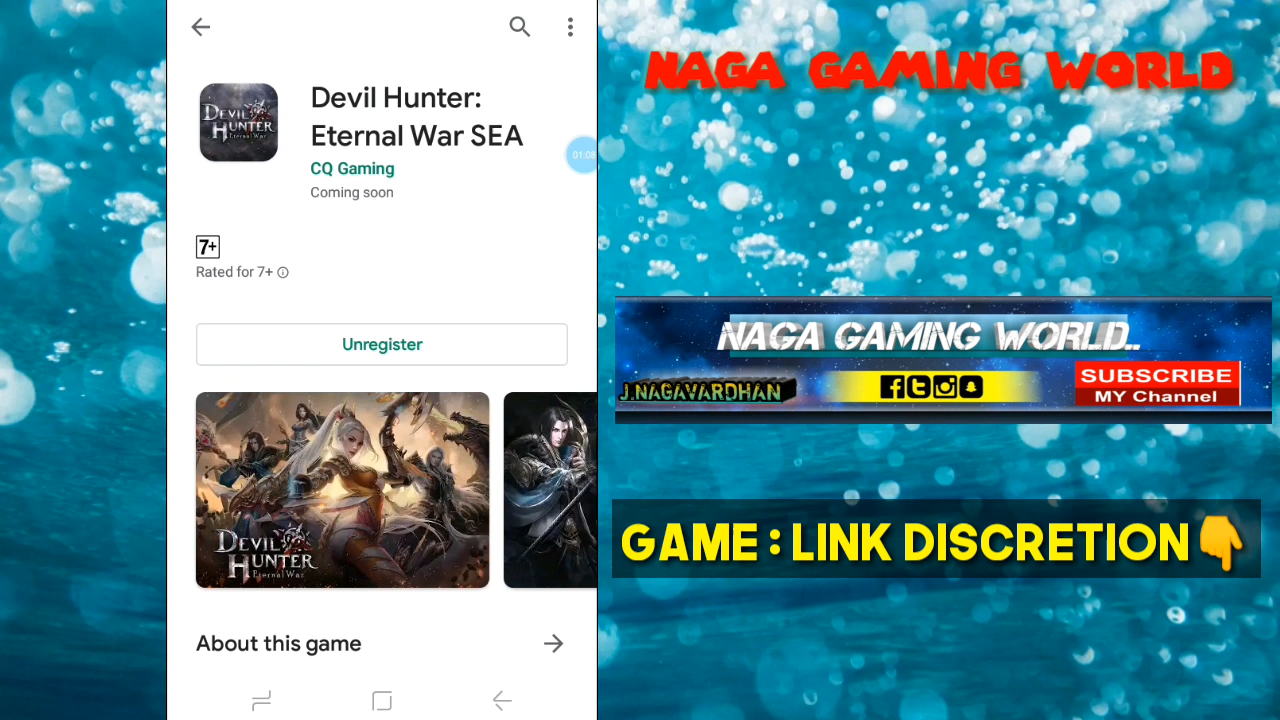 Devil Hunter:
Eternal War SEA
CQ Gaming
Coming soon
DEVIL
HUNTER
Eternal War
01:08
7+
Rated for 7+
Unregister
DEVIL
HUNTER
Eternal War
About this game
NAGA GAMING WORLD
NAGA GAMING WORLD..
J.NAGAVARDHAN
SUBSCRIBE
MY Channel
GAME : LINK DISCRETION👇